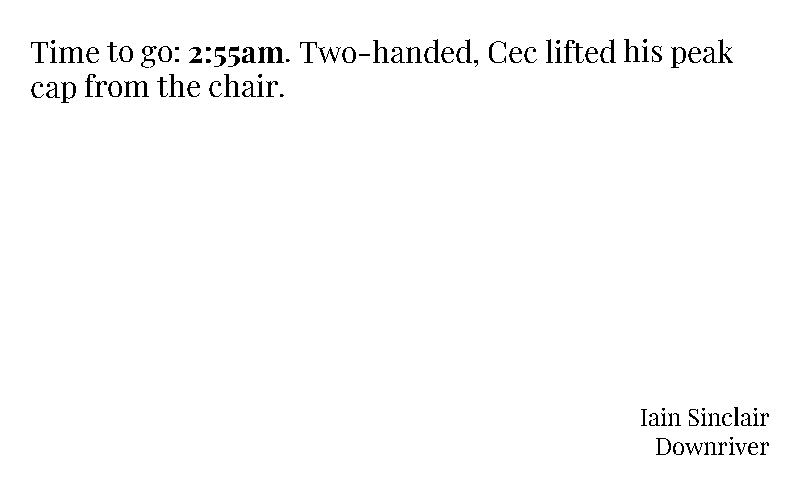 Time to go: 2:55am. Two-handed, Cec lifted his peak
cap from the chair.
Iain Sinclair
Downriver